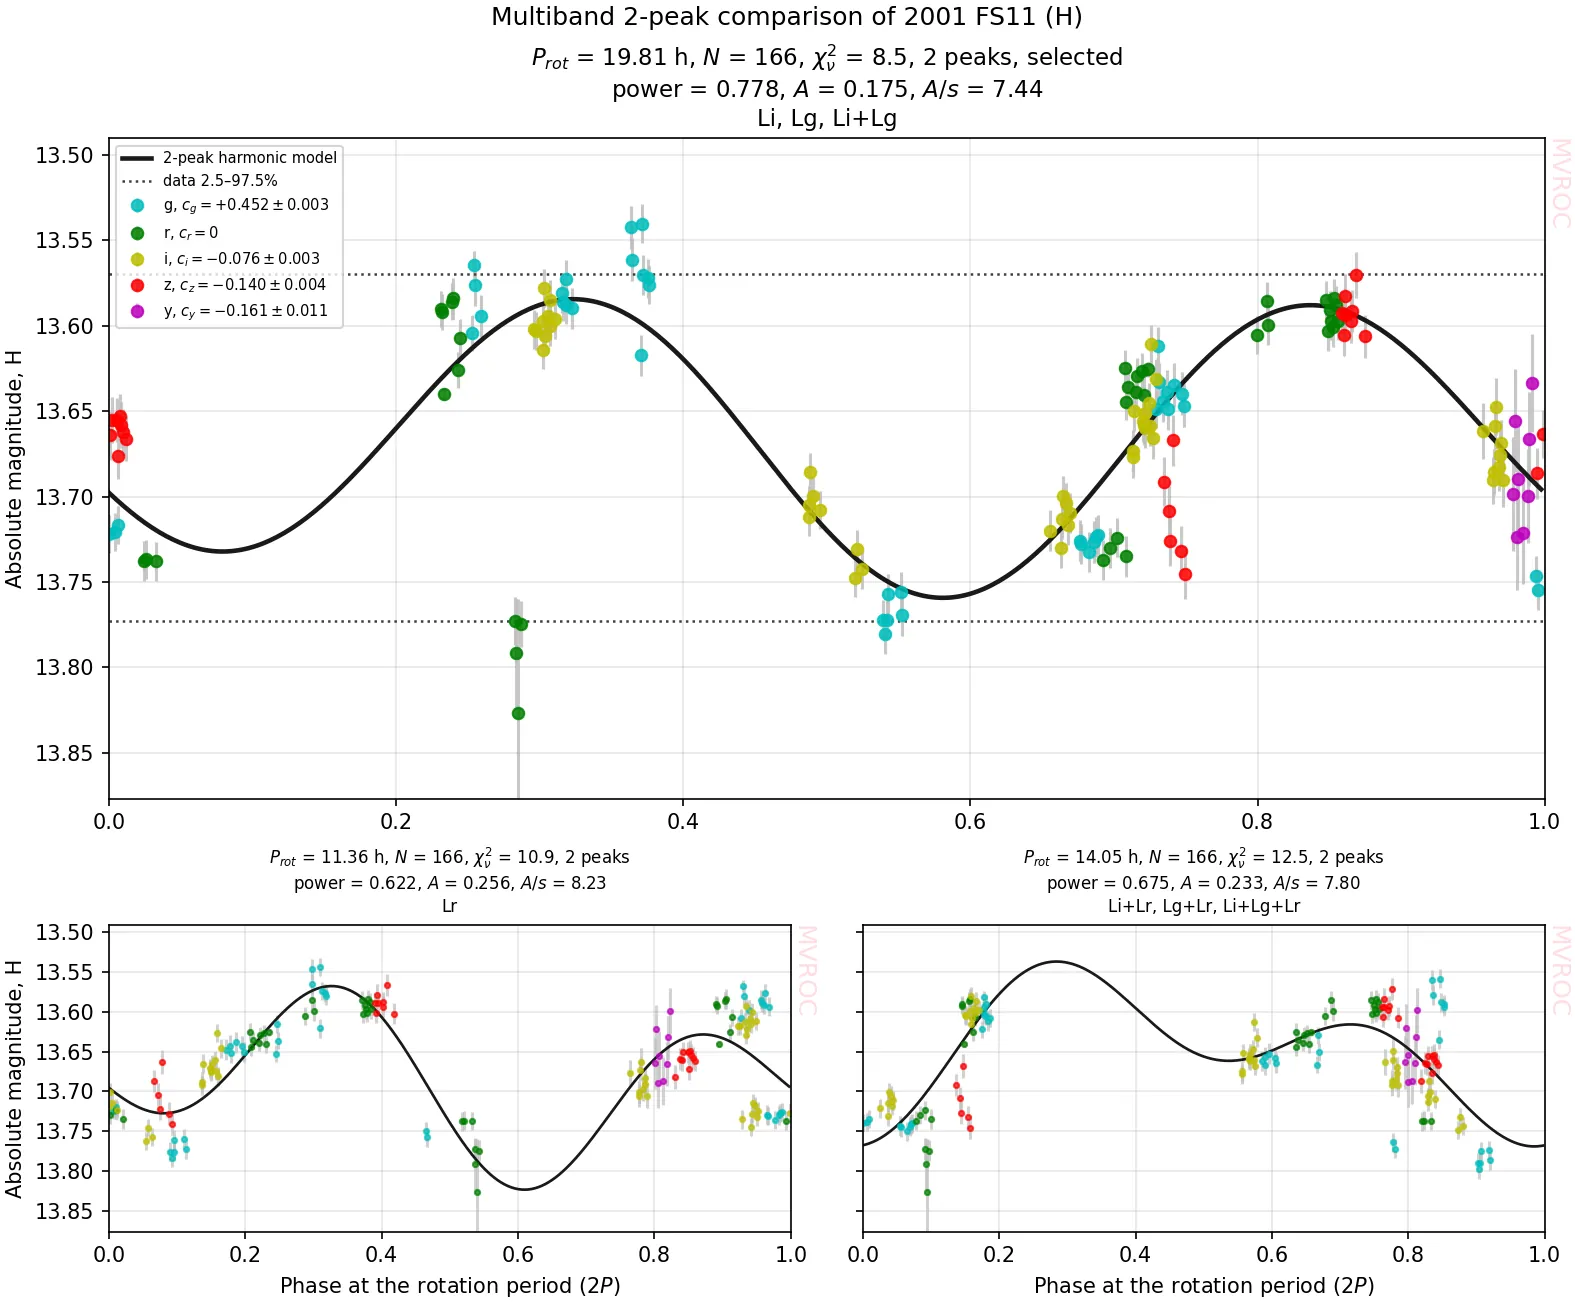 Multiband 2-peak comparison of 2001 FS11 (H)
P_rot = 19.81 h, N = 166, χ²_ν = 8.5, 2 peaks, selected
power = 0.778, A = 0.175, A/s = 7.44
Li, Lg, Li+Lg
2-peak harmonic model
data 2.5–97.5%
g, c_g = +0.452 ± 0.003
r, c_r = 0
i, c_i = −0.076 ± 0.003
z, c_z = −0.140 ± 0.004
y, c_y = −0.161 ± 0.011
MVROC
Absolute magnitude, H
13.50
13.55
13.60
13.65
13.70
13.75
13.80
13.85
0.0 0.2 0.4 0.6 0.8 1.0
P_rot = 11.36 h, N = 166, χ²_ν = 10.9, 2 peaks
power = 0.622, A = 0.256, A/s = 8.23
Lr
MVROC
Absolute magnitude, H
13.50
13.55
13.60
13.65
13.70
13.75
13.80
13.85
0.0 0.2 0.4 0.6 0.8 1.0
Phase at the rotation period (2P)
P_rot = 14.05 h, N = 166, χ²_ν = 12.5, 2 peaks
power = 0.675, A = 0.233, A/s = 7.80
Li+Lr, Lg+Lr, Li+Lg+Lr
MVROC
0.0 0.2 0.4 0.6 0.8 1.0
Phase at the rotation period (2P)